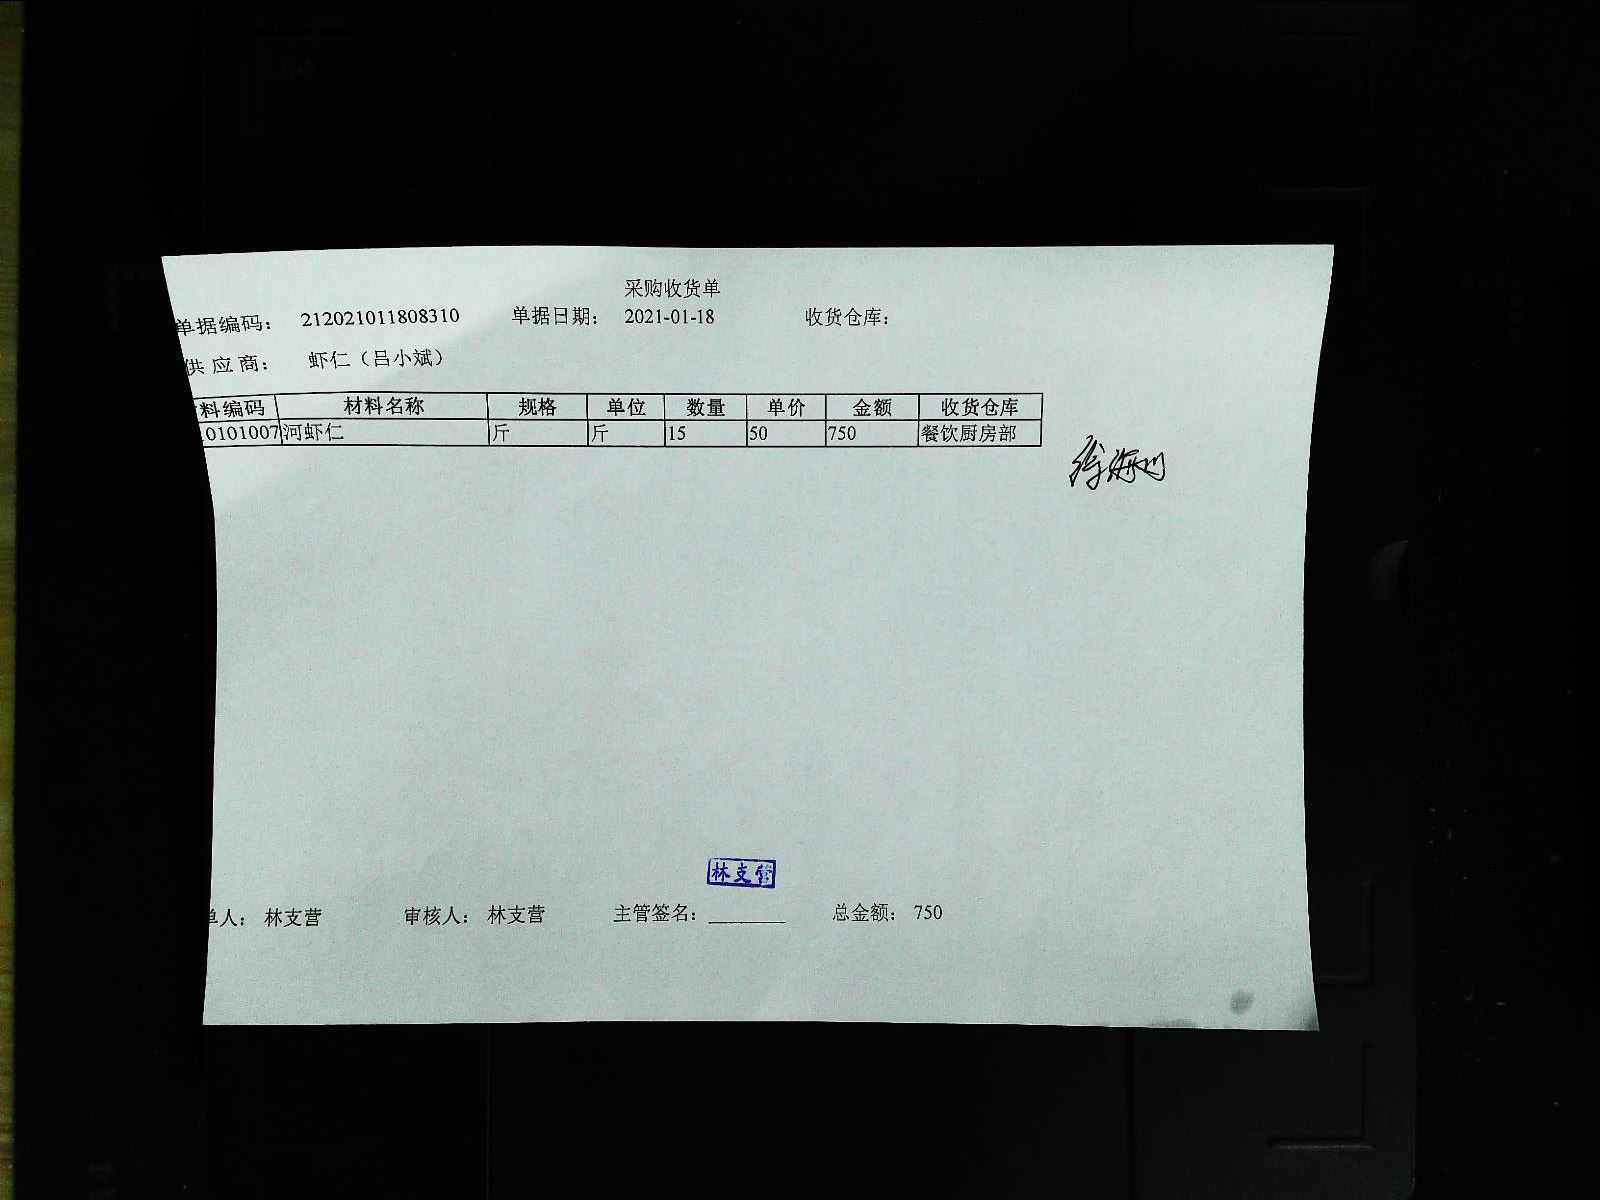 采购收货单
单据编码： 212021011808310 单据日期： 2021-01-18 收货仓库：
供应商： 虾仁（吕小斌）
料编码 材料名称 规格 单位 数量 单价 金额 收货仓库
0101007 河虾仁 斤 斤 15 50 750 餐饮厨房部
林支营
单人： 林支营 审核人： 林支营 主管签名： 总金额： 750